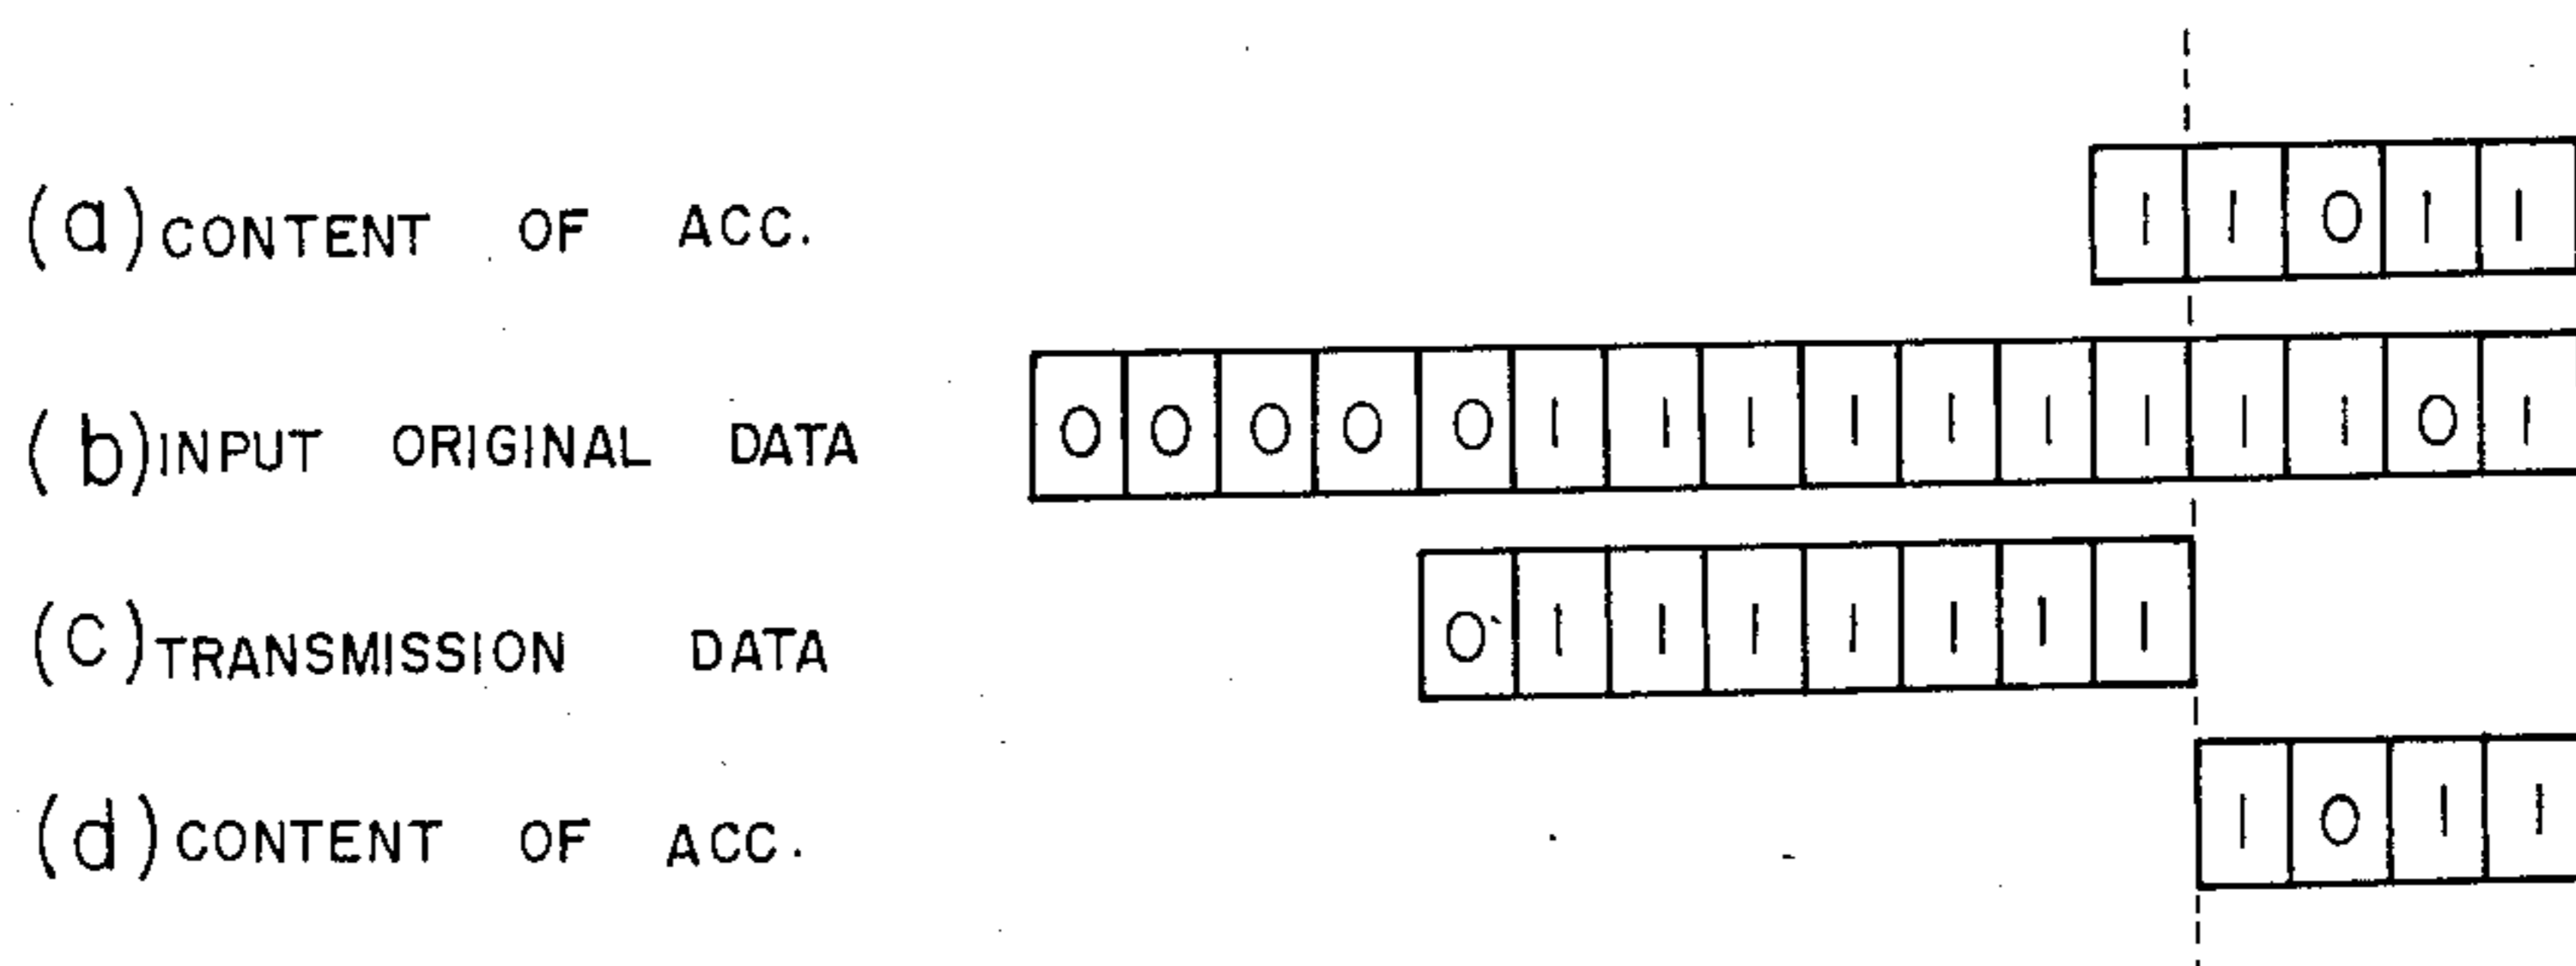 (a) CONTENT OF ACC. 1 1 0 1 1
(b) INPUT ORIGINAL DATA 0 0 0 0 0 1 1 1 1 1 1 1 1 1 0 1
(C) TRANSMISSION DATA 0 1 1 1 1 1 1 1
(d) CONTENT OF ACC. 1 0 1 1